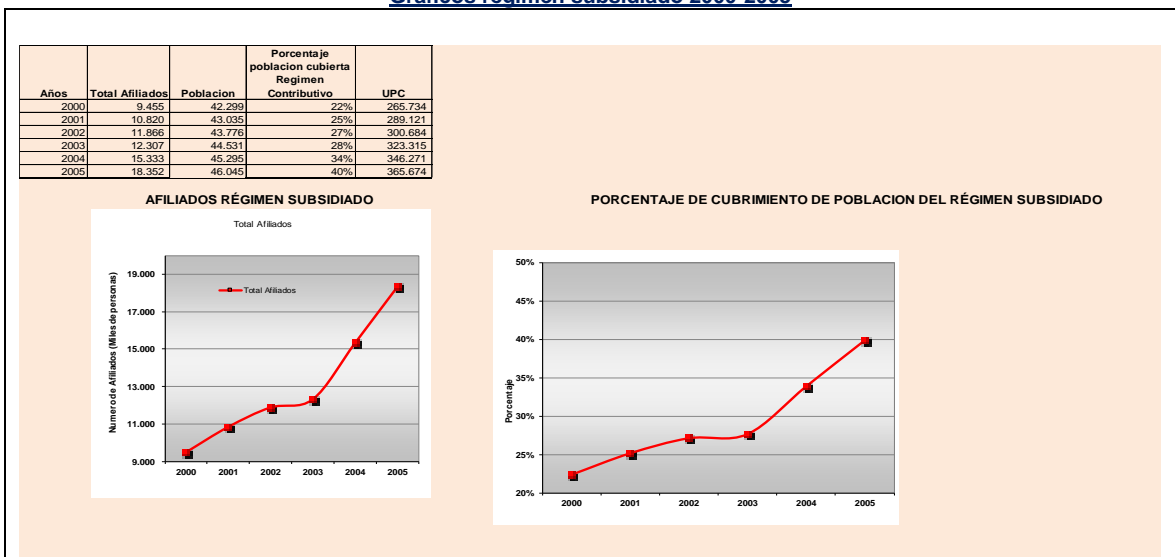 Gráficos régimen subsidiado 2000-2005
Porcentaje
poblacion cubierta
Regimen
Años Total Afiliados Poblacion Contributivo UPC
2000 9.455 42.299 22% 265.734
2001 10.820 43.035 25% 289.121
2002 11.866 43.776 27% 300.684
2003 12.307 44.531 28% 323.315
2004 15.333 45.295 34% 346.271
2005 18.352 46.045 40% 365.674
AFILIADOS RÉGIMEN SUBSIDIADO
Total Afiliados
Numero de Afiliados (Miles de personas)
19.000
17.000
15.000
13.000
11.000
9.000
Total Afiliados
2000 2001 2002 2003 2004 2005
PORCENTAJE DE CUBRIMIENTO DE POBLACION DEL RÉGIMEN SUBSIDIADO
Porcentaje
50%
45%
40%
35%
30%
25%
20%
2000 2001 2002 2003 2004 2005